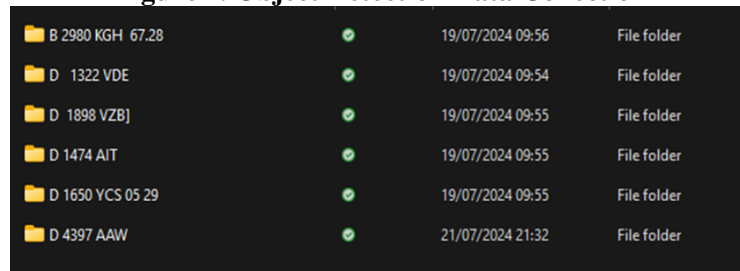 B 2980 KGH 67.28 19/07/2024 09:56 File folder
D 1322 VDE 19/07/2024 09:54 File folder
D 1898 VZB] 19/07/2024 09:55 File folder
D 1474 AIT 19/07/2024 09:55 File folder
D 1650 YCS 05 29 19/07/2024 09:55 File folder
D 4397 AAW 21/07/2024 21:32 File folder